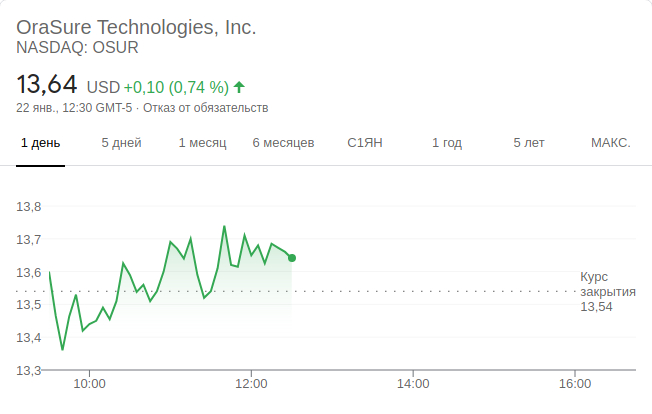 OraSure Technologies, Inc.
NASDAQ: OSUR
13,64 USD +0,10 (0,74 %)
22 янв., 12:30 GMT-5 · Отказ от обязательств
1 день 5 дней 1 месяц 6 месяцев С1ЯН 1 год 5 лет МАКС.
13,8
13,7
13,6
13,5
13,4
13,3
Курс
закрытия
13,54
10:00 12:00 14:00 16:00